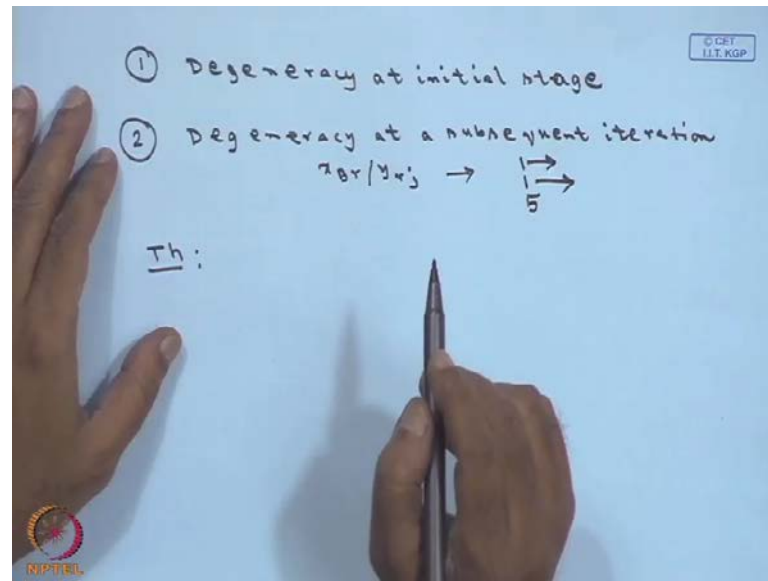 © CET
I.I.T. KGP
① Degeneracy at initial stage
② Degeneracy at a subsequent iteration
x_Br/y_rj → 1 →
1 →
5
Th:
NPTEL